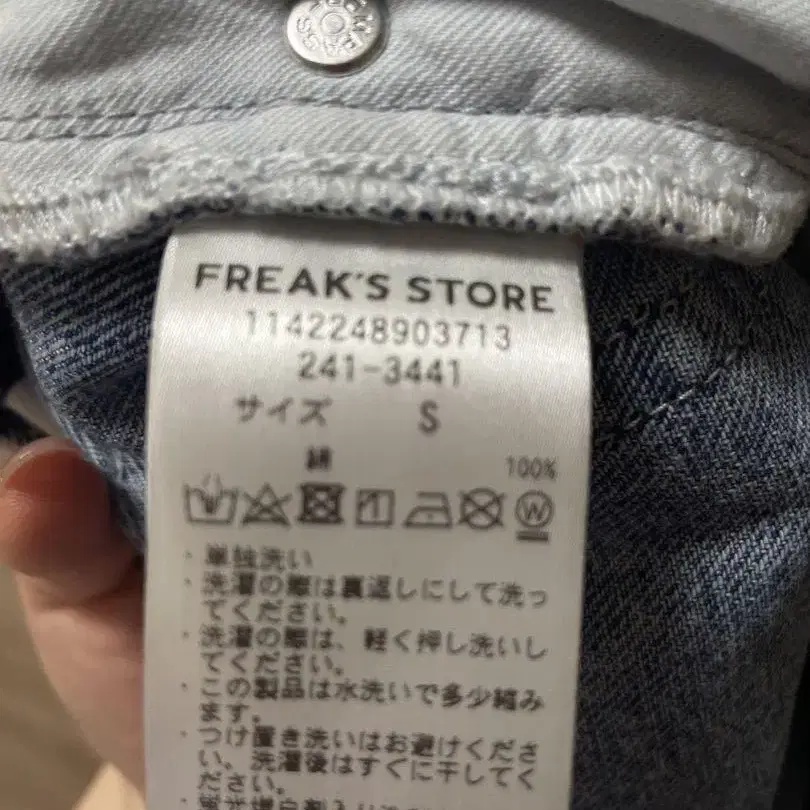 FREAK'S STORE
1142248903713
241-3441
サイズ S
綿 100%
W
・単独洗い
・洗濯の際は裏返しにして洗っ
てください。
・洗濯の際は、軽く押し洗いし
てください。
・この製品は水洗いで多少縮み
ます。
・つけ置き洗いはお避けくださ
い。洗濯後はすぐに干してく
ださい。